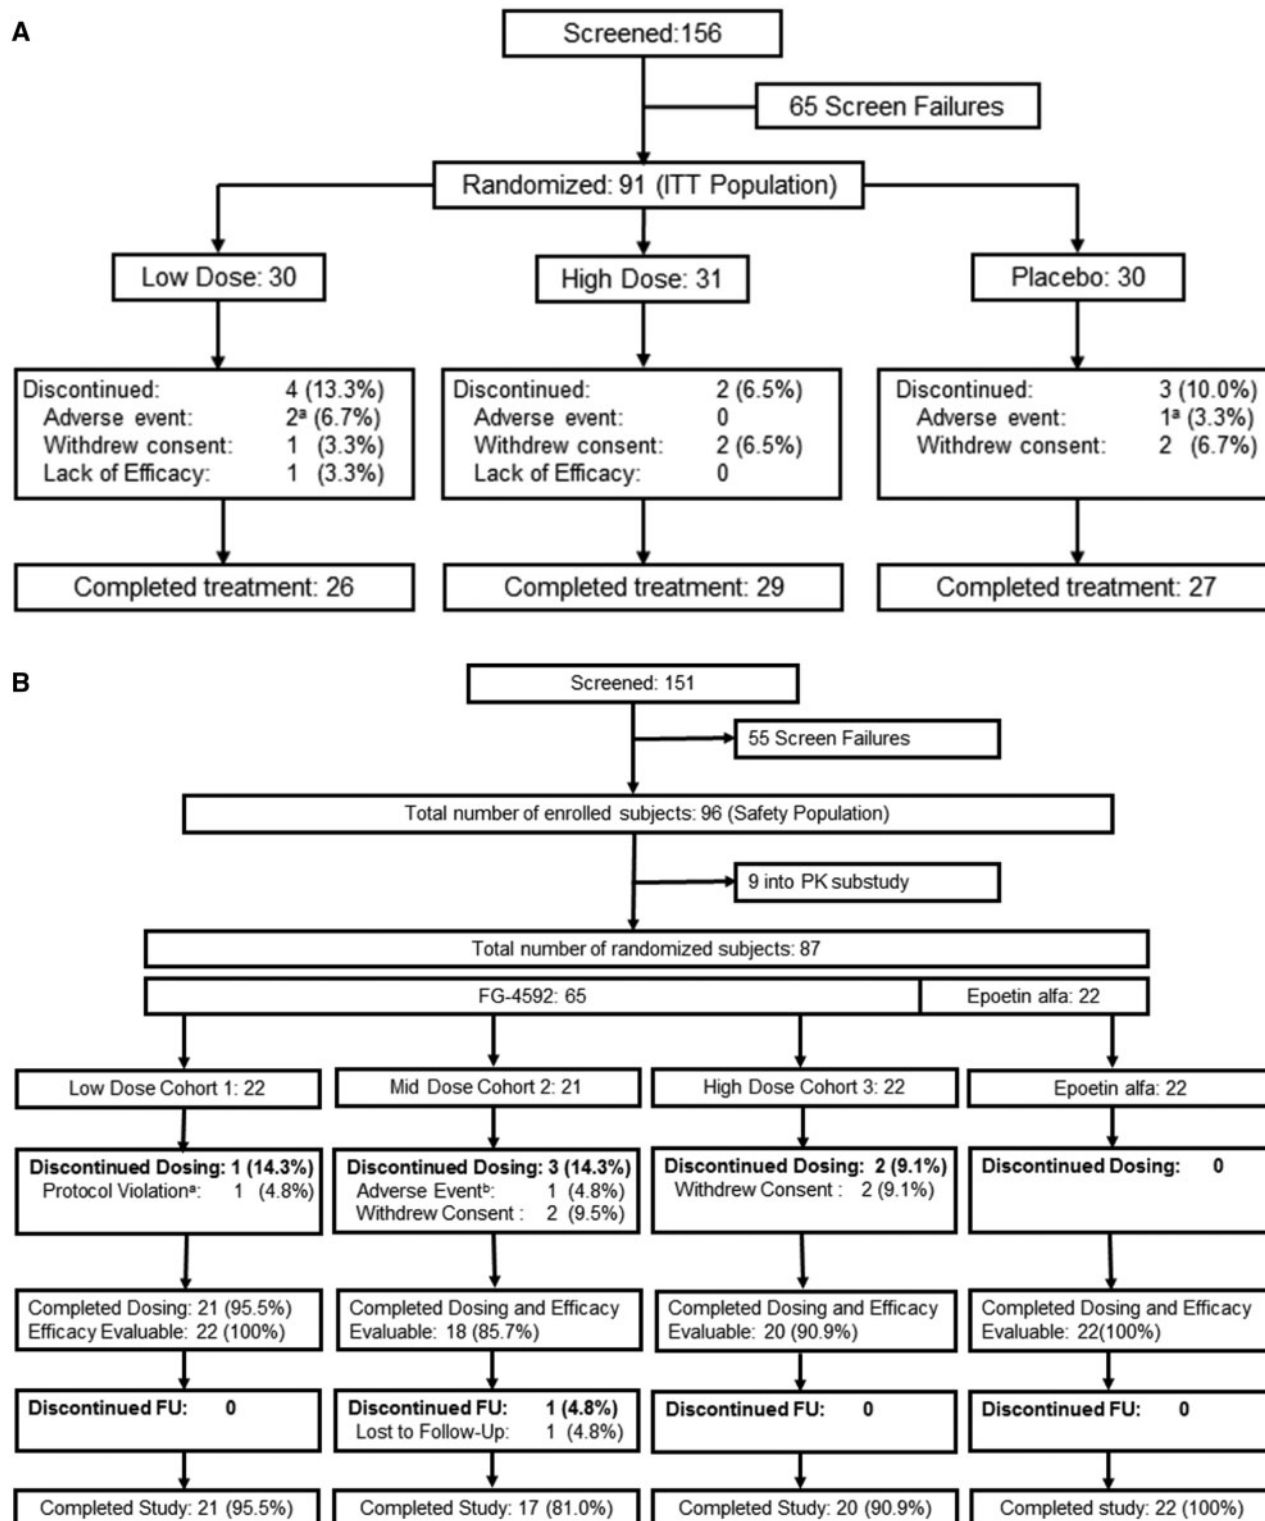 A
Screened:156
65 Screen Failures
Randomized: 91 (ITT Population)
Low Dose: 30
High Dose: 31
Placebo: 30
Discontinued: 4 (13.3%)
Adverse event: 2ª (6.7%)
Withdrew consent: 1 (3.3%)
Lack of Efficacy: 1 (3.3%)
Discontinued: 2 (6.5%)
Adverse event: 0
Withdrew consent: 2 (6.5%)
Lack of Efficacy: 0
Discontinued: 3 (10.0%)
Adverse event: 1ª (3.3%)
Withdrew consent: 2 (6.7%)
Completed treatment: 26
Completed treatment: 29
Completed treatment: 27
B
Screened: 151
55 Screen Failures
Total number of enrolled subjects: 96 (Safety Population)
9 into PK substudy
Total number of randomized subjects: 87
FG-4592: 65
Epoetin alfa: 22
Low Dose Cohort 1: 22
Mid Dose Cohort 2: 21
High Dose Cohort 3: 22
Epoetin alfa: 22
Discontinued Dosing: 1 (14.3%)
Protocol Violationª: 1 (4.8%)
Discontinued Dosing: 3 (14.3%)
Adverse Eventᵇ: 1 (4.8%)
Withdrew Consent : 2 (9.5%)
Discontinued Dosing: 2 (9.1%)
Withdrew Consent : 2 (9.1%)
Discontinued Dosing: 0
Completed Dosing: 21 (95.5%)
Efficacy Evaluable: 22 (100%)
Completed Dosing and Efficacy
Evaluable: 18 (85.7%)
Completed Dosing and Efficacy
Evaluable: 20 (90.9%)
Completed Dosing and Efficacy
Evaluable: 22(100%)
Discontinued FU: 0
Discontinued FU: 1 (4.8%)
Lost to Follow-Up: 1 (4.8%)
Discontinued FU: 0
Discontinued FU: 0
Completed Study: 21 (95.5%)
Completed Study: 17 (81.0%)
Completed Study: 20 (90.9%)
Completed study: 22 (100%)